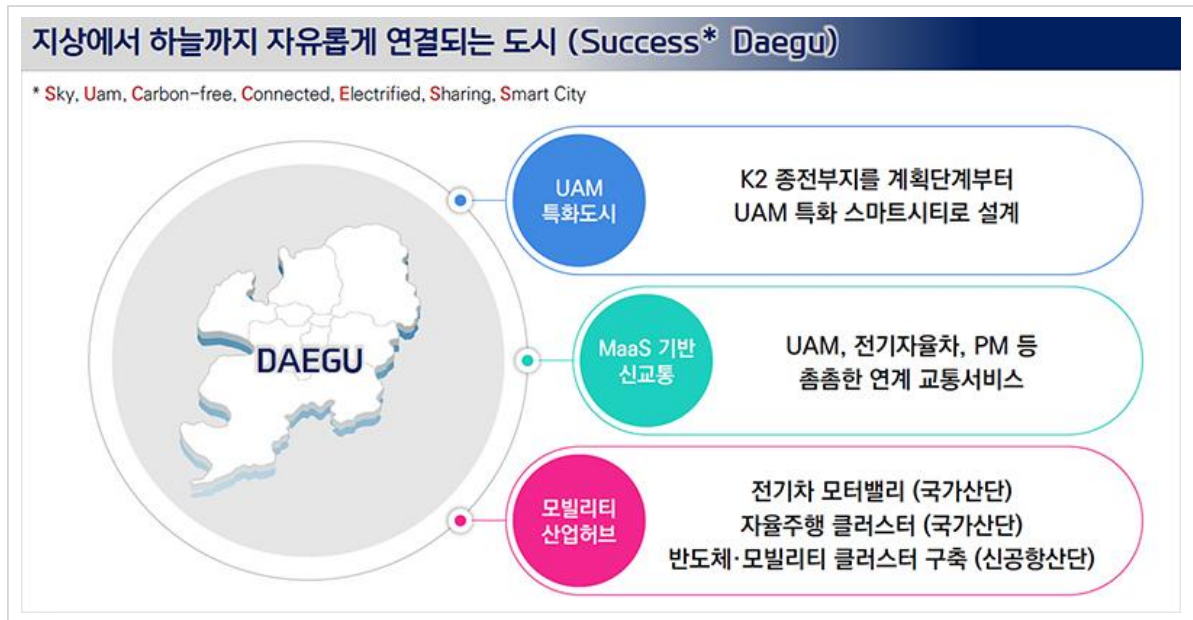 지상에서 하늘까지 자유롭게 연결되는 도시 (Success* Daegu)
* Sky, Uam, Carbon-free, Connected, Electrified, Sharing, Smart City
UAM
특화도시
K2 종전부지를 계획단계부터
UAM 특화 스마트시티로 설계
DAEGU
MaaS 기반
신교통
UAM, 전기자율차, PM 등
촘촘한 연계 교통서비스
모빌리티
산업허브
전기차 모터밸리 (국가산단)
자율주행 클러스터 (국가산단)
반도체·모빌리티 클러스터 구축 (신공항산단)